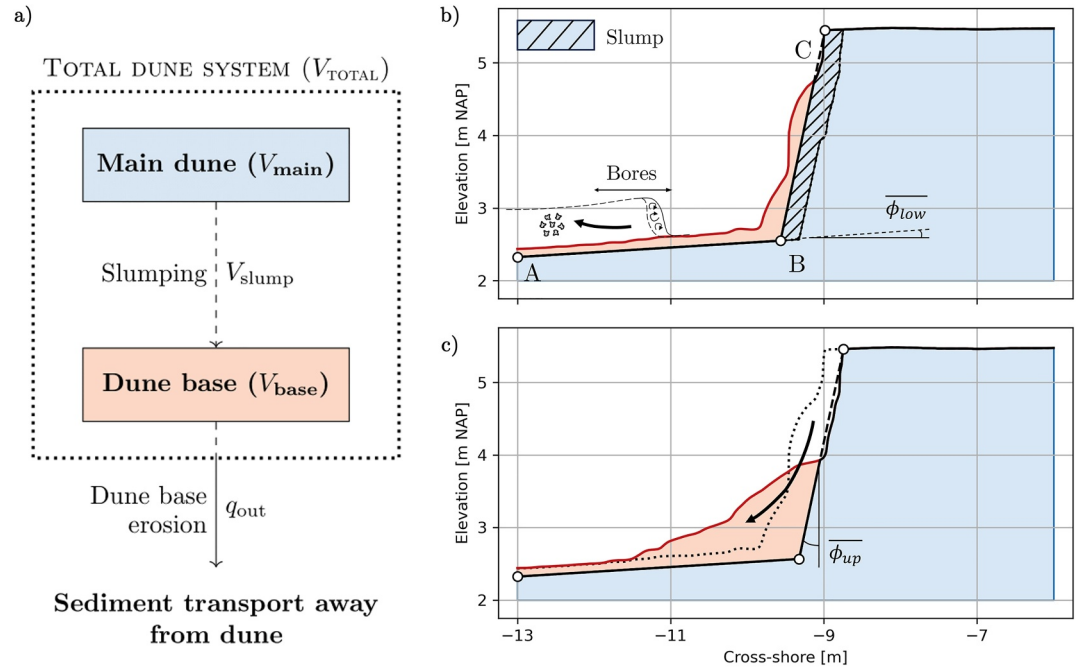 a)
TOTAL DUNE SYSTEM (V_TOTAL)
Main dune (V_main)
Slumping V_slump
Dune base (V_base)
Dune base
erosion
q_out
Sediment transport away
from dune
b)
Slump
C
5
4
3
2
Elevation [m NAP]
Bores
ϕ_low
A
B
c)
5
4
3
2
Elevation [m NAP]
ϕ_up
−13
−11
−9
−7
Cross-shore [m]